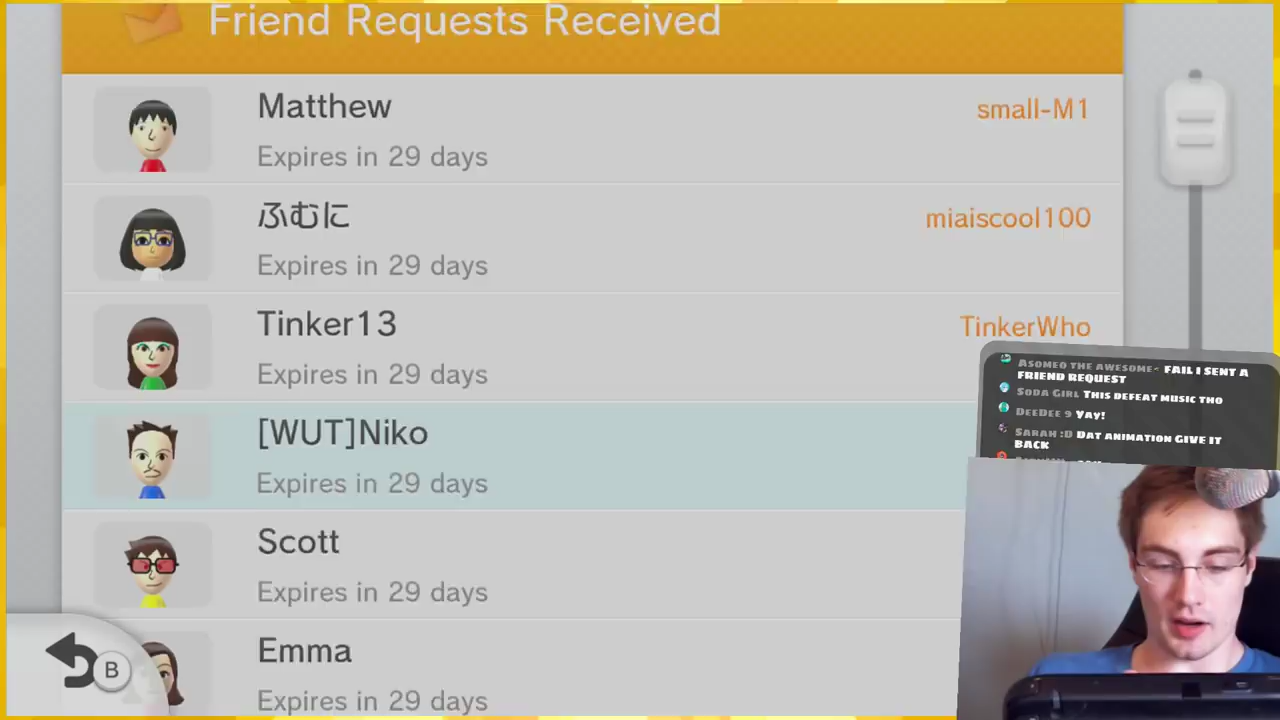 Friend Requests Received
Matthew
small-M1
Expires in 29 days
ふむに
miaiscool100
Expires in 29 days
Tinker13
TinkerWho
Expires in 29 days
[WUT]Niko
Expires in 29 days
Scott
Expires in 29 days
Emma
Expires in 29 days
B
Asomeo the awesome< Fail i sent a
friend request
Soda Girl This defeat music tho
DeeDee 9 Yay!
Sarah :D Dat animation give it
back